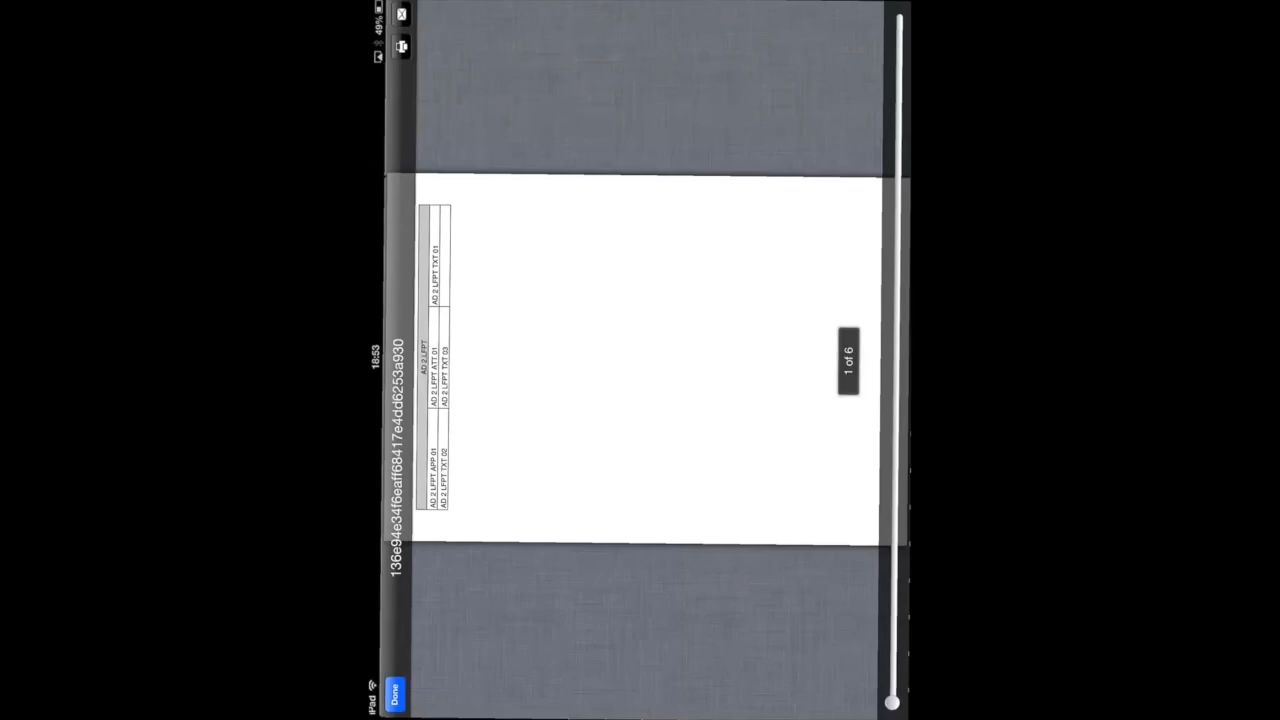 iPad 18:53 49%
Done 136e94e34f6eaff68417e4dd6253a930
AD 2 LFPT
AD 2 LFPT APP 01 AD 2 LFPT ATT 01 AD 2 LFPT TXT 01
AD 2 LFPT TXT 02 AD 2 LFPT TXT 03
1 of 6